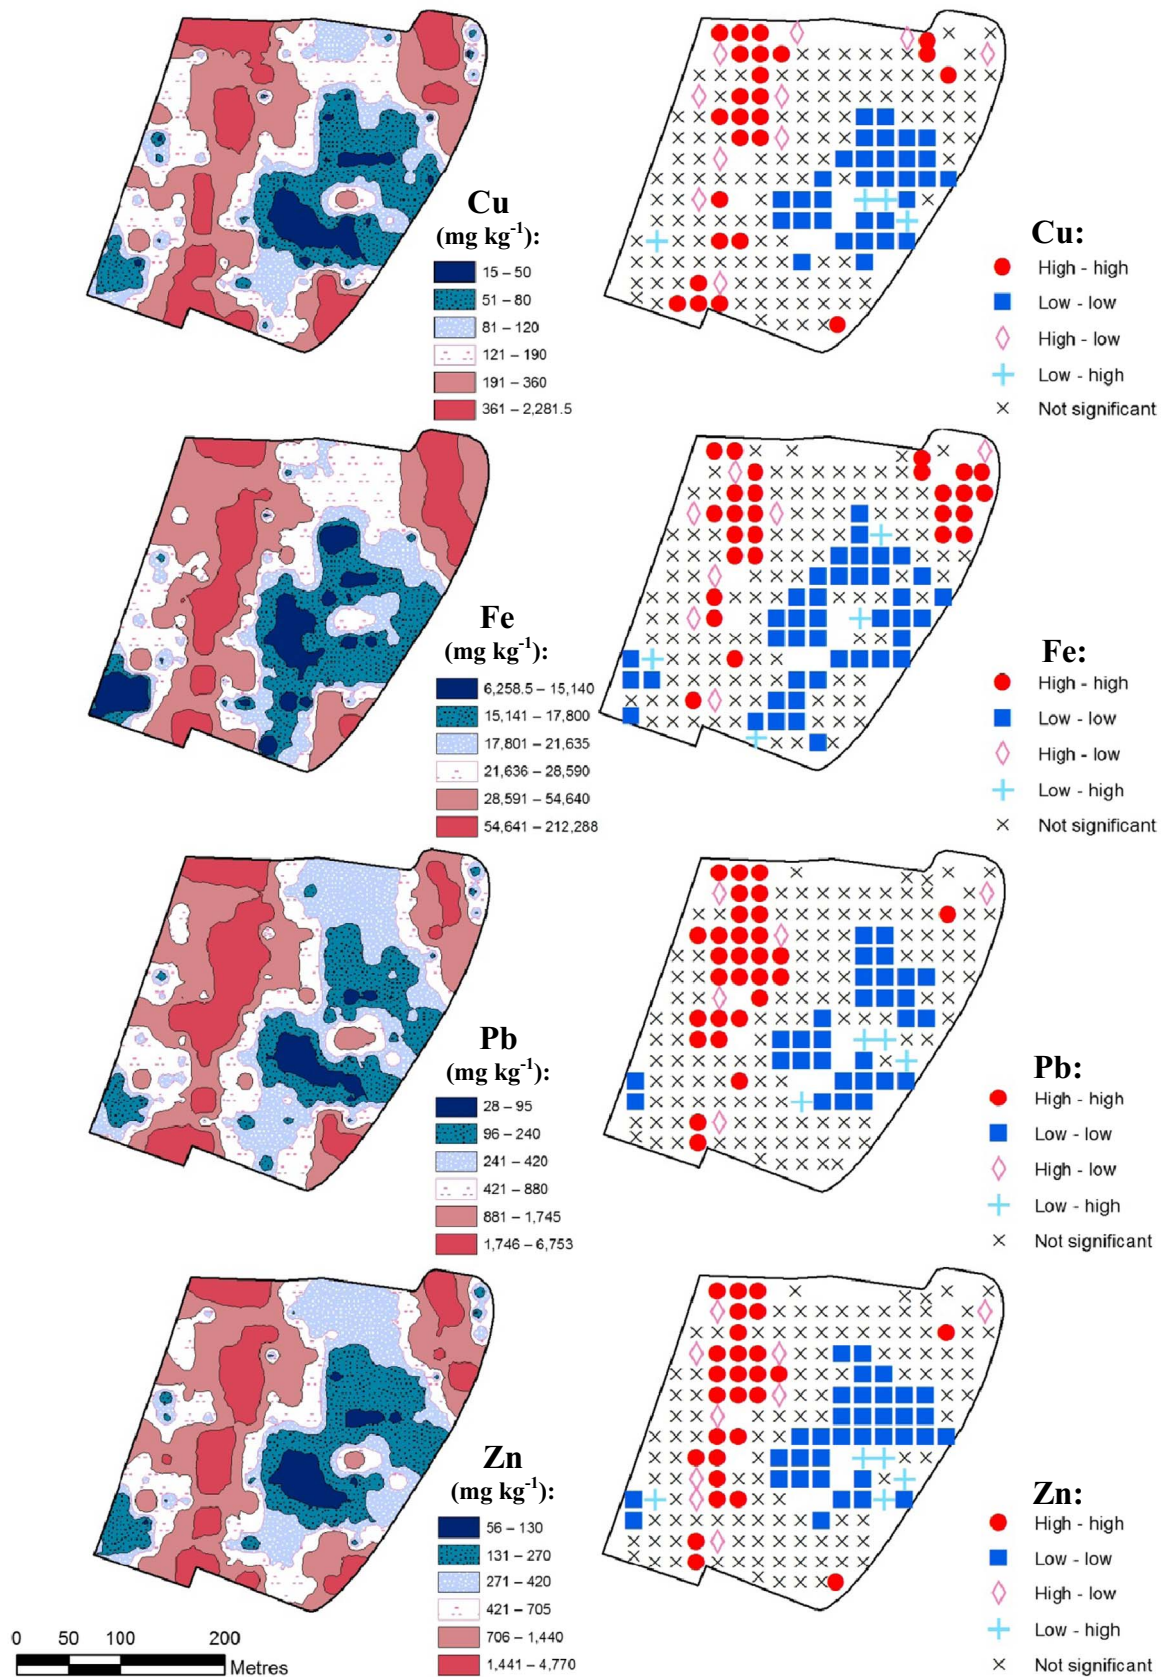 Cu
(mg kg-1):
15 – 50
51 – 80
81 – 120
121 – 190
191 – 360
361 – 2,281.5
Cu:
High - high
Low - low
High - low
Low - high
Not significant
Fe
(mg kg-1):
6,258.5 – 15,140
15,141 – 17,800
17,801 – 21,635
21,636 – 28,590
28,591 – 54,640
54,641 – 212,288
Fe:
High - high
Low - low
High - low
Low - high
Not significant
Pb
(mg kg-1):
28 – 95
96 – 240
241 – 420
421 – 880
881 – 1,745
1,746 – 6,753
Pb:
High - high
Low - low
High - low
Low - high
Not significant
Zn
(mg kg-1):
56 – 130
131 – 270
271 – 420
421 – 705
706 – 1,440
1,441 – 4,770
Zn:
High - high
Low - low
High - low
Low - high
Not significant
0 50 100 200
Metres